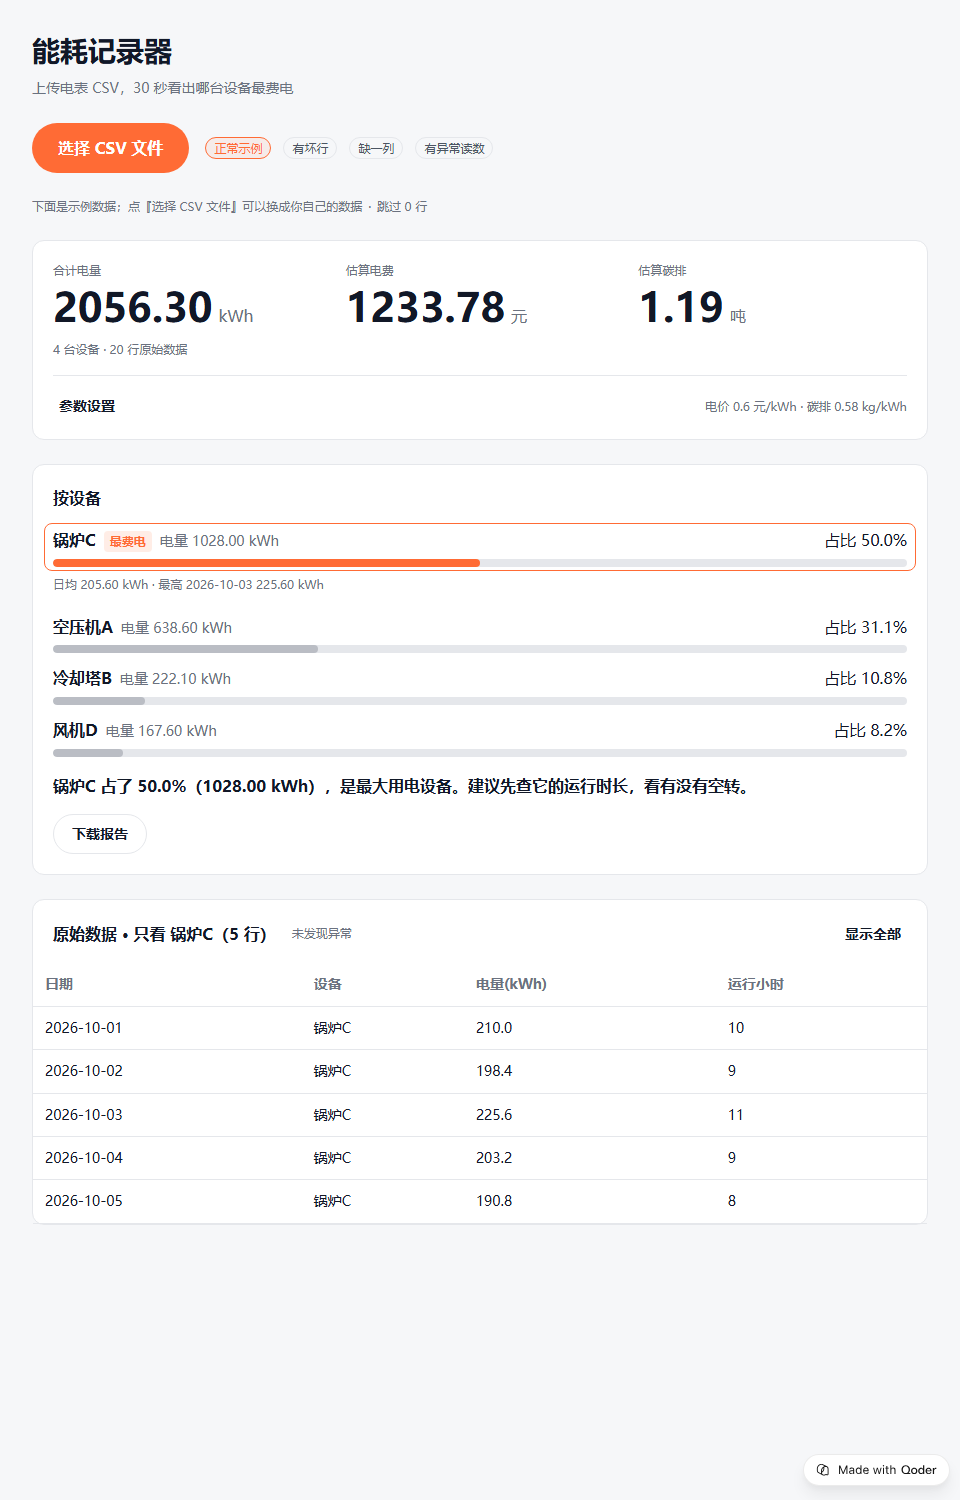 能耗记录器
上传电表 CSV，30 秒看出哪台设备最费电
选择 CSV 文件 正常示例 有坏行 缺一列 有异常读数
下面是示例数据；点『选择 CSV 文件』可以换成你自己的数据 · 跳过 0 行
合计电量 估算电费 估算碳排
2056.30 kWh 1233.78 元 1.19 吨
4 台设备 · 20 行原始数据
参数设置 电价 0.6 元/kWh · 碳排 0.58 kg/kWh
按设备
锅炉C 最费电 电量 1028.00 kWh 占比 50.0%
日均 205.60 kWh · 最高 2026-10-03 225.60 kWh
空压机A 电量 638.60 kWh 占比 31.1%
冷却塔B 电量 222.10 kWh 占比 10.8%
风机D 电量 167.60 kWh 占比 8.2%
锅炉C 占了 50.0%（1028.00 kWh），是最大用电设备。建议先查它的运行时长，看有没有空转。
下载报告
原始数据 • 只看 锅炉C（5 行） 未发现异常 显示全部
日期 设备 电量(kWh) 运行小时
2026-10-01 锅炉C 210.0 10
2026-10-02 锅炉C 198.4 9
2026-10-03 锅炉C 225.6 11
2026-10-04 锅炉C 203.2 9
2026-10-05 锅炉C 190.8 8
Made with Qoder